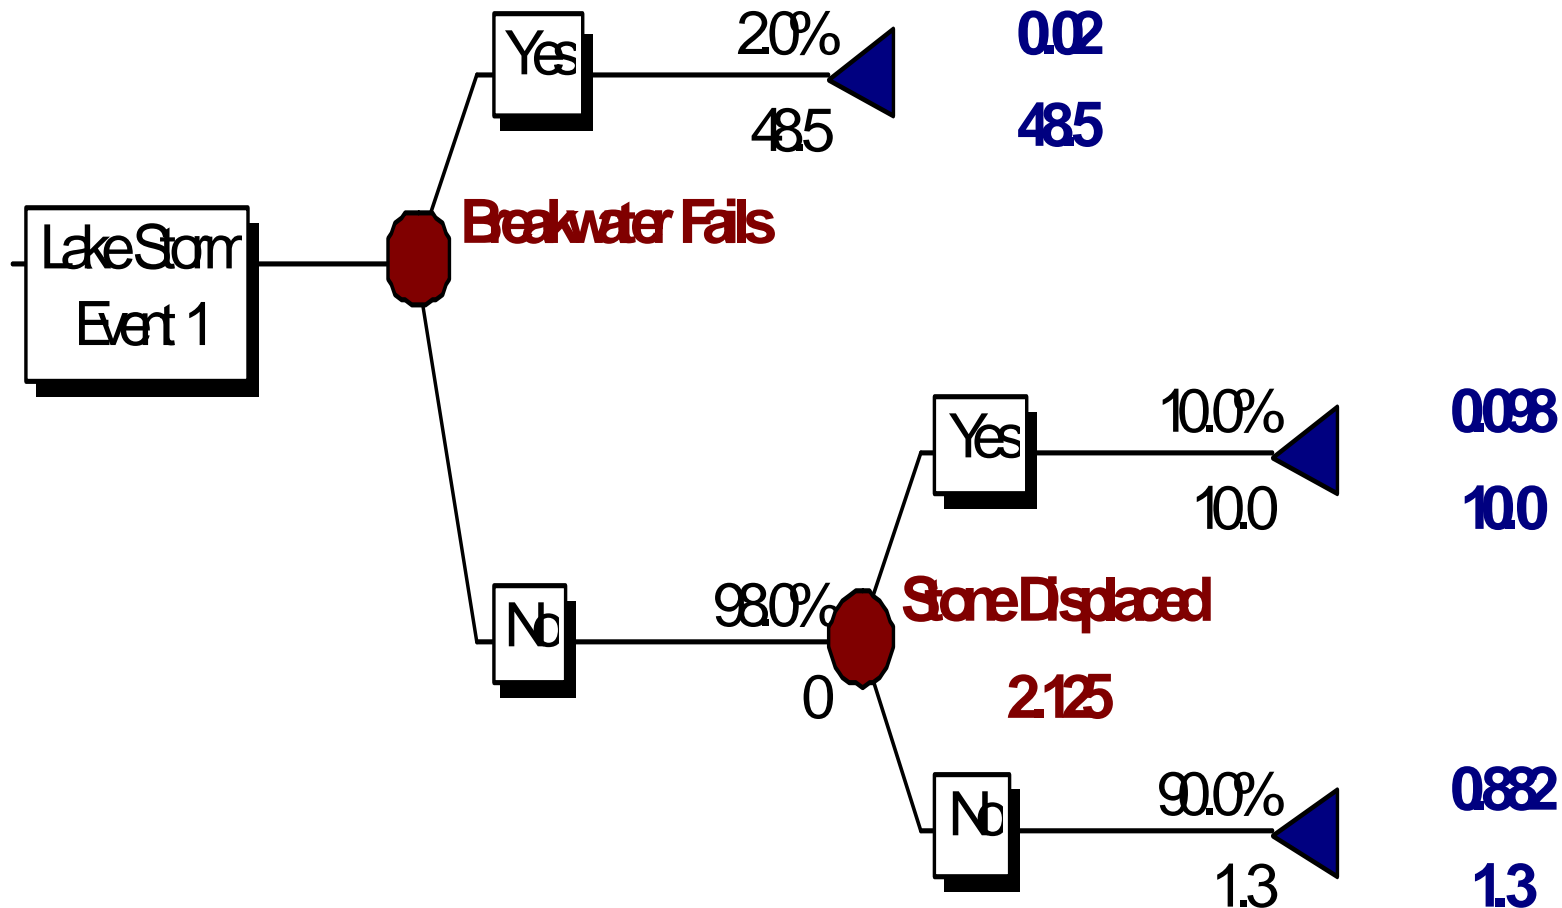 Yes
2.0%
0.02
48.5
48.5
Breakwater Fails
Lake Storm
Event 1
Yes
10.0%
0.098
10.0
10.0
No
98.0%
0
Stone Displaced
2.125
No
90.0%
0.882
1.3
1.3